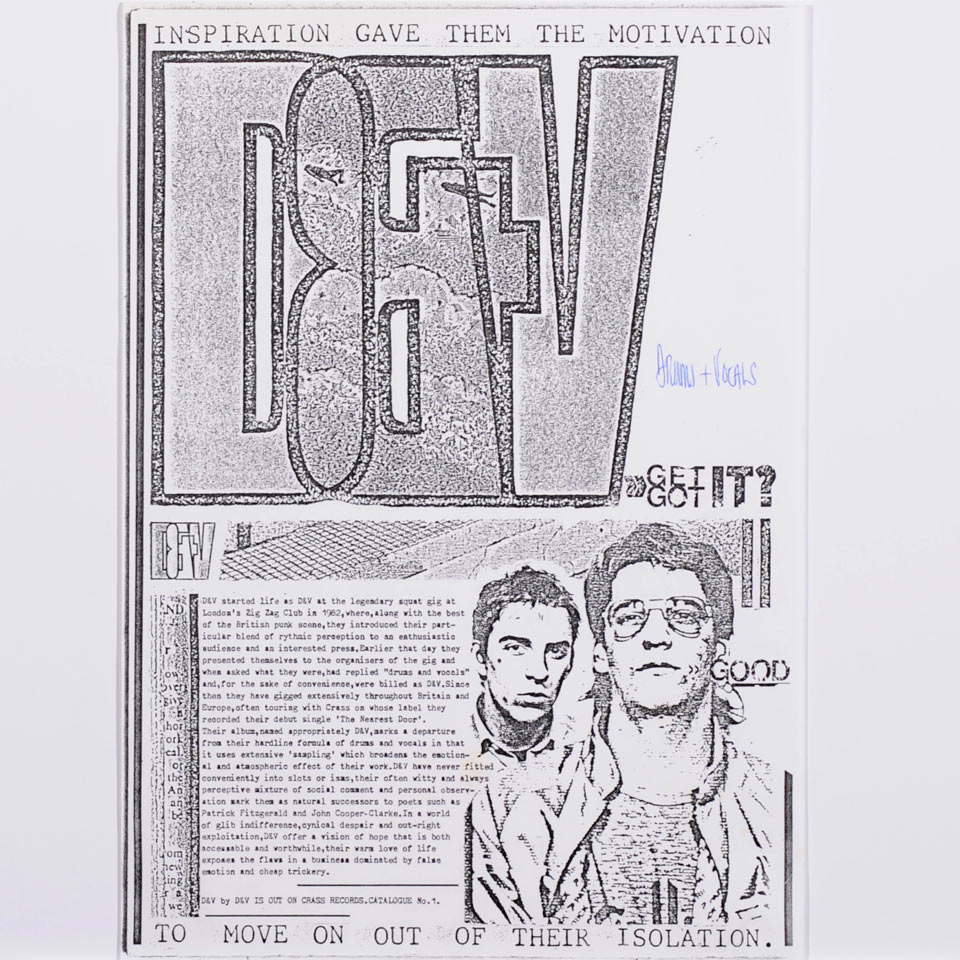 INSPIRATION GAVE THEM THE MOTIVATION
D&V
DRUMS + VOCALS
»GET GOT IT?
D&V
D&V started life as D&V at the legendary squat gig at
London's Zig Zag Club in 1982,where,along with the best
of the British punk scene,they introduced their part-
icular blend of rythmic perception to an enthusiastic
audience and an interested press.Earlier that day they
presented themselves to the organisers of the gig and
when asked what they were,had replied "drums and vocals"
and,for the sake of convenience,were billed as D&V.Since
then they have gigged extensively throughout Britain and
Europe,often touring with Crass on whose label they
recorded their debut single 'The Nearest Door'.
Their album,named appropriately D&V,marks a departure
from their hardline formula of drums and vocals in that
it uses extensive 'sampling' which broadens the emotion-
al and atmospheric effect of their work.D&V have never fitted
conveniently into slots or isms,their often witty and always
perceptive mixture of social comment and personal observ-
ation mark them as natural successors to poets such as
Patrick Fitzgerald and John Cooper-Clarke.In a world
of glib indifference,cynical despair and out-right
exploitation,D&V offer a vision of hope that is both
accessable and worthwhile,their warm love of life
exposes the flaws in a business dominated by false
emotion and cheap trickery.
D&V by D&V IS OUT ON CRASS RECORDS.CATALOGUE No.1.
GOOD
TO MOVE ON OUT OF THEIR ISOLATION.